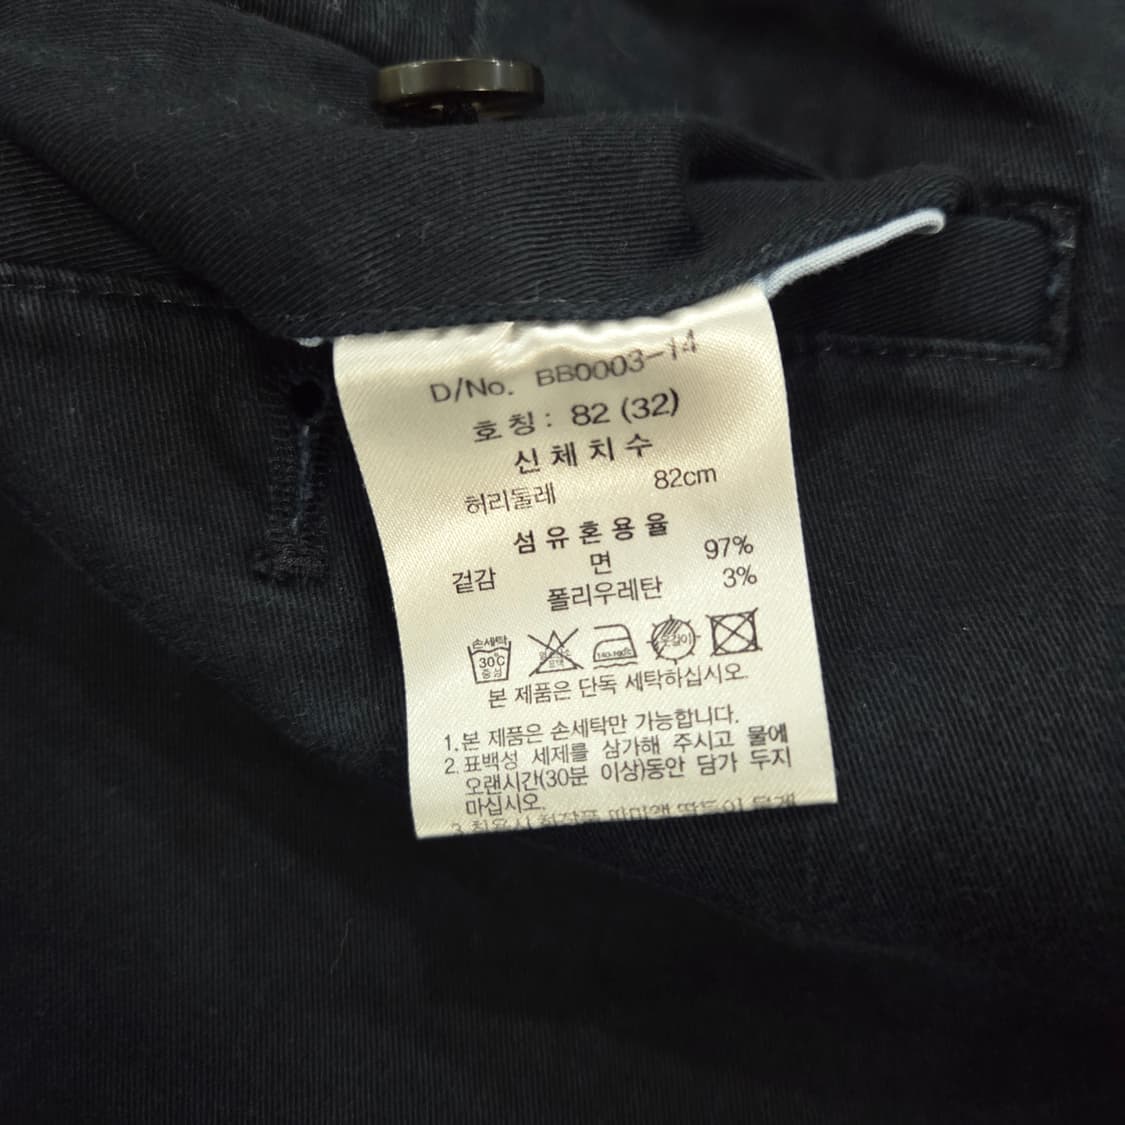 D/No. BB0003-14
호칭: 82 (32)
신체치수
허리둘레 82cm
섬유혼용율
겉감 면 97%
폴리우레탄 3%
손세탁
30℃
중성
표백
본 제품은 단독 세탁하십시오.
1.본 제품은 손세탁만 가능합니다.
2.표백성 세제를 삼가해 주시고 물에
오랜시간(30분 이상)동안 담가 두지
마십시오.